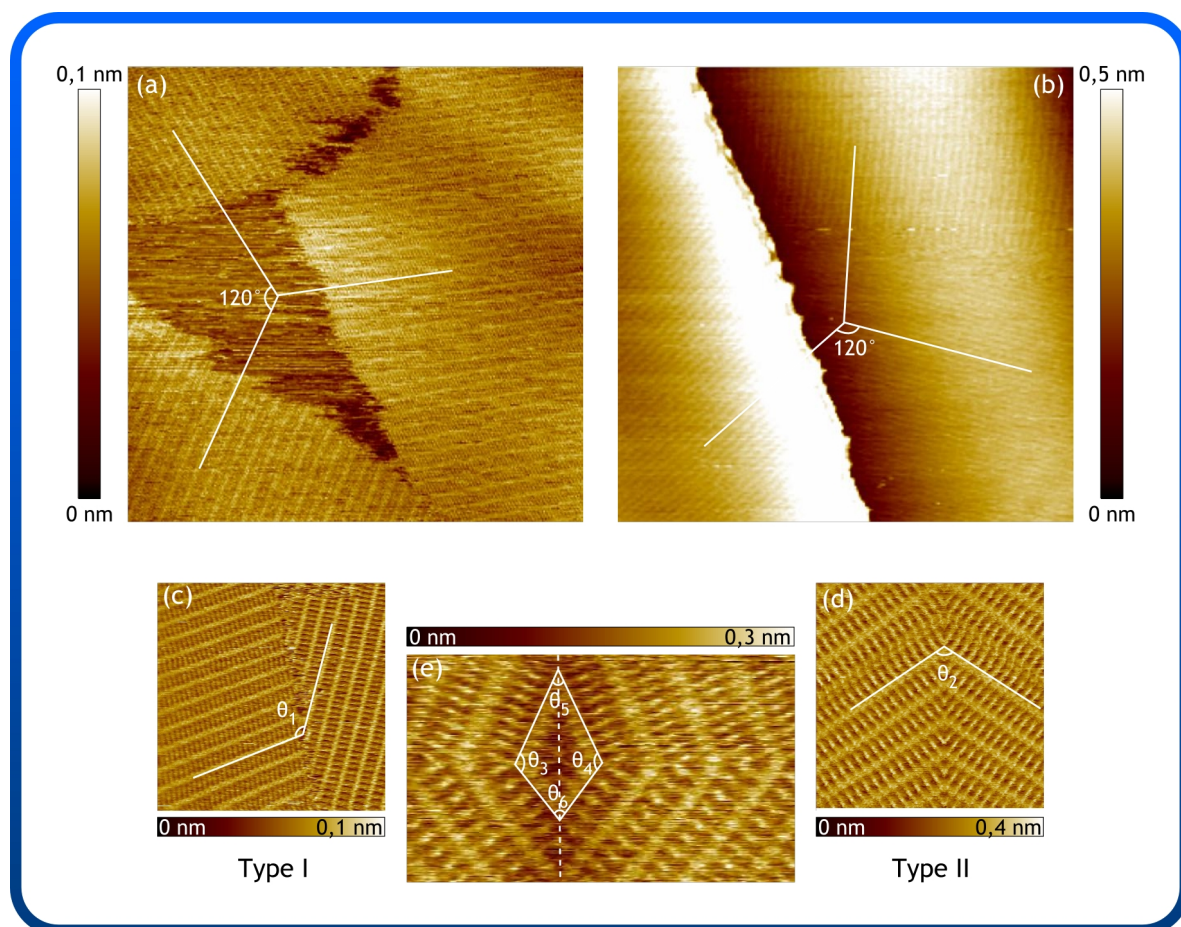 0,1 nm
(a)
120°
0 nm
(b)
0,5 nm
120°
0 nm
(c)
θ1
0 nm 0,1 nm
Type I
0 nm 0,3 nm
(e)
θ5
θ3 θ4
θ6
(d)
θ2
0 nm 0,4 nm
Type II